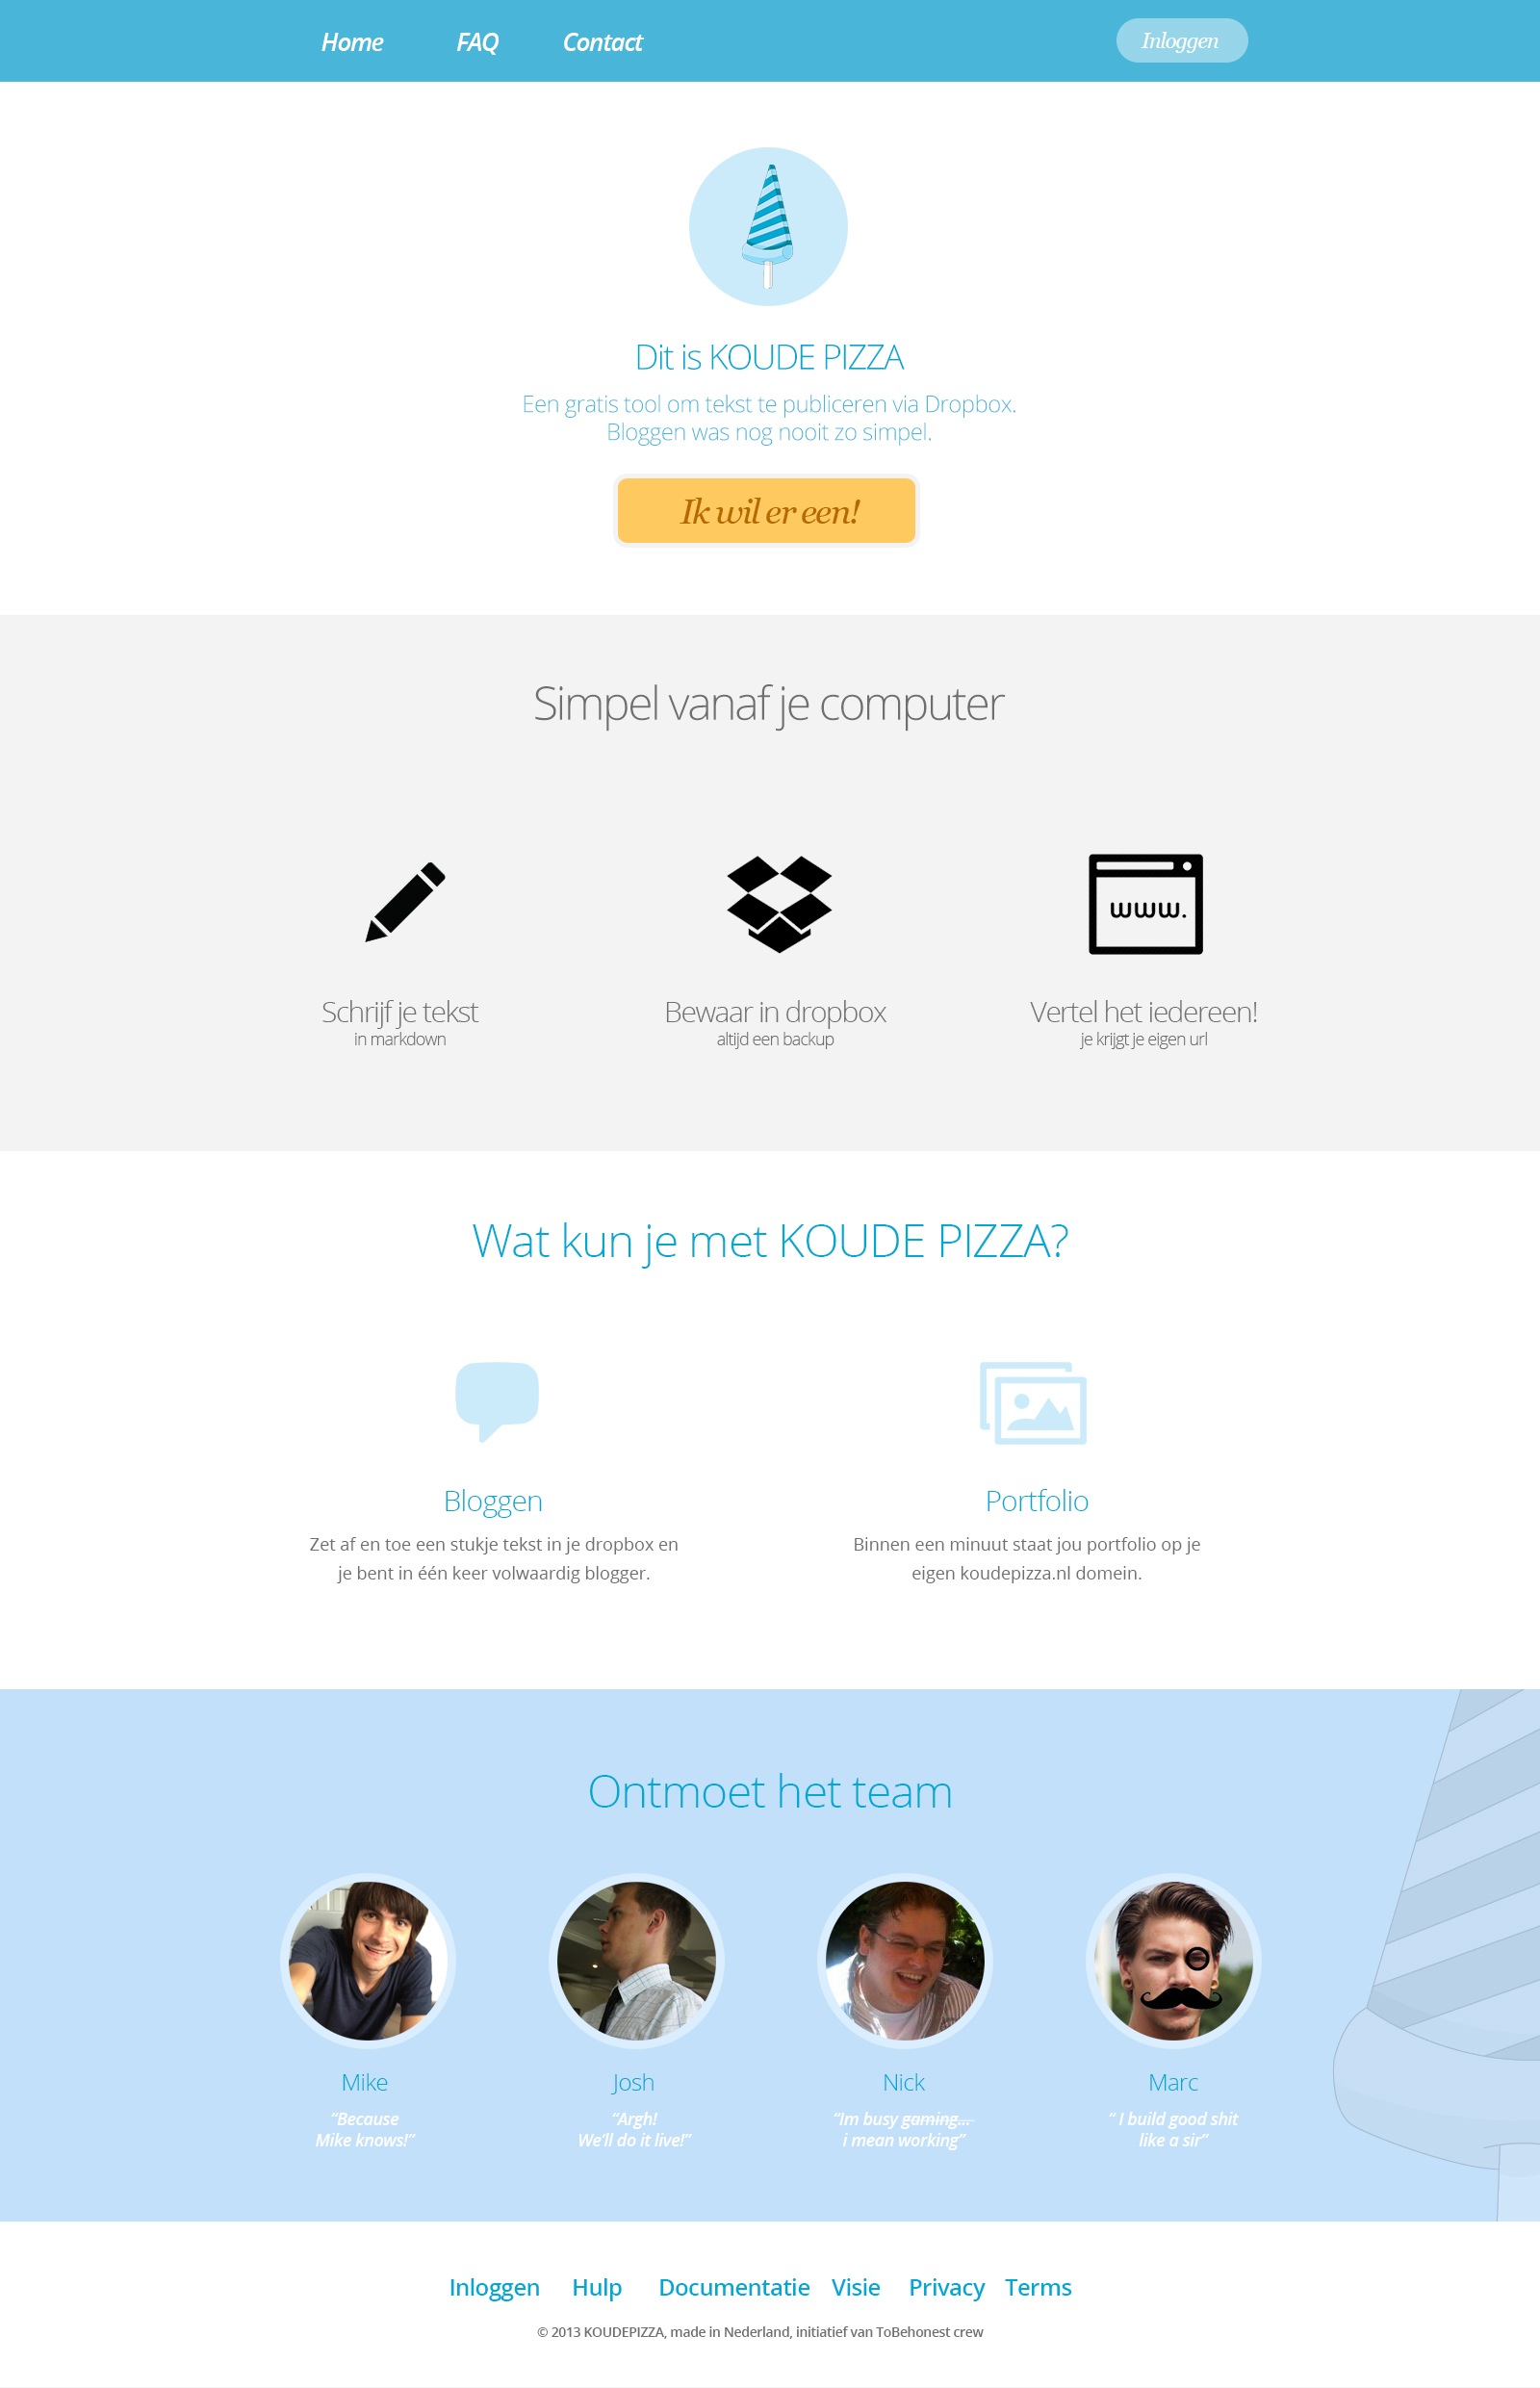 Home FAQ Contact Inloggen
Dit is KOUDE PIZZA
Een gratis tool om tekst te publiceren via Dropbox.
Bloggen was nog nooit zo simpel.
Ik wil er een!
Simpel vanaf je computer
www.
Schrijf je tekst
in markdown
Bewaar in dropbox
altijd een backup
Vertel het iedereen!
je krijgt je eigen url
Wat kun je met KOUDE PIZZA?
Bloggen
Zet af en toe een stukje tekst in je dropbox en
je bent in één keer volwaardig blogger.
Portfolio
Binnen een minuut staat jou portfolio op je
eigen koudepizza.nl domein.
Ontmoet het team
Mike
“Because
Mike knows!”
Josh
“Argh!
We’ll do it live!”
Nick
“Im busy gaming...
i mean working”
Marc
“ I build good shit
like a sir”
Inloggen Hulp Documentatie Visie Privacy Terms
© 2013 KOUDEPIZZA, made in Nederland, initiatief van ToBehonest crew